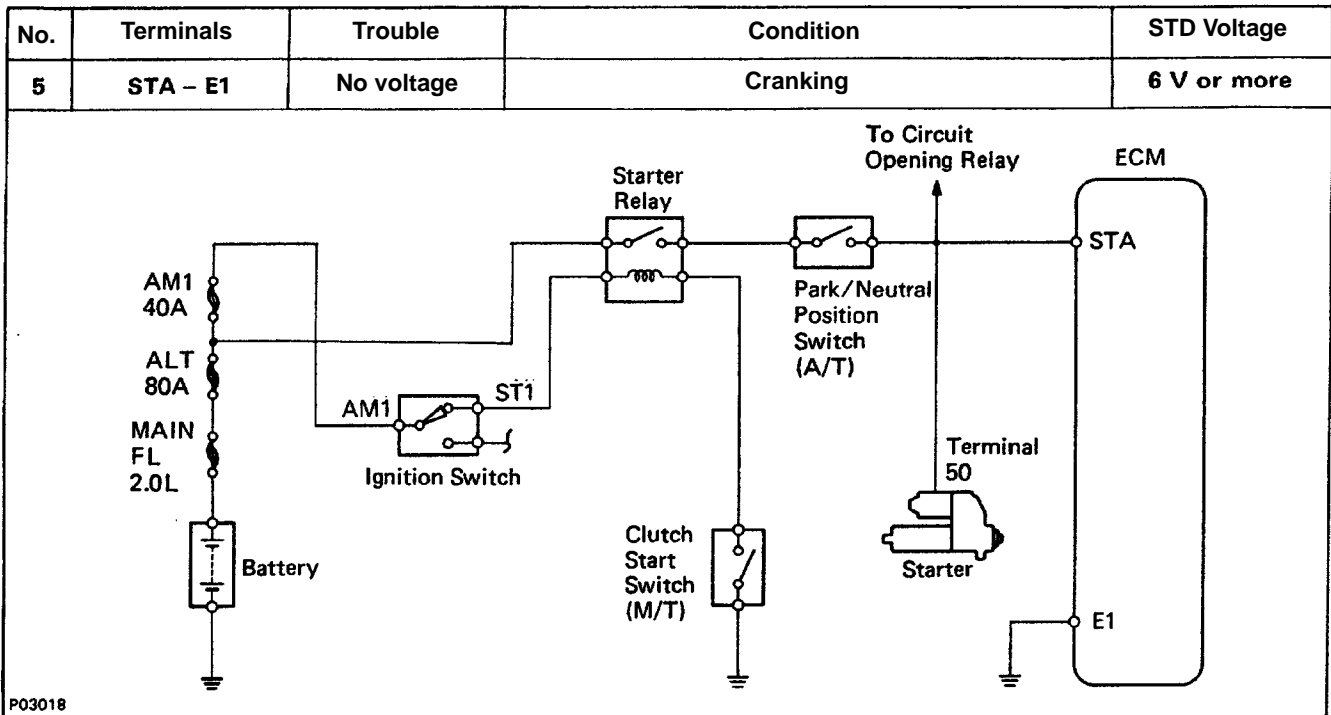 No. Terminals Trouble Condition STD Voltage
5 STA – E1 No voltage Cranking 6 V or more
To Circuit
Opening Relay
ECM
Starter
Relay
STA
AM1
40A
Park/Neutral
Position
Switch
(A/T)
ALT
80A
AM1
ST1
MAIN
FL
2.0L
Ignition Switch
Terminal
50
Clutch
Start
Switch
(M/T)
Battery
Starter
E1
P03018